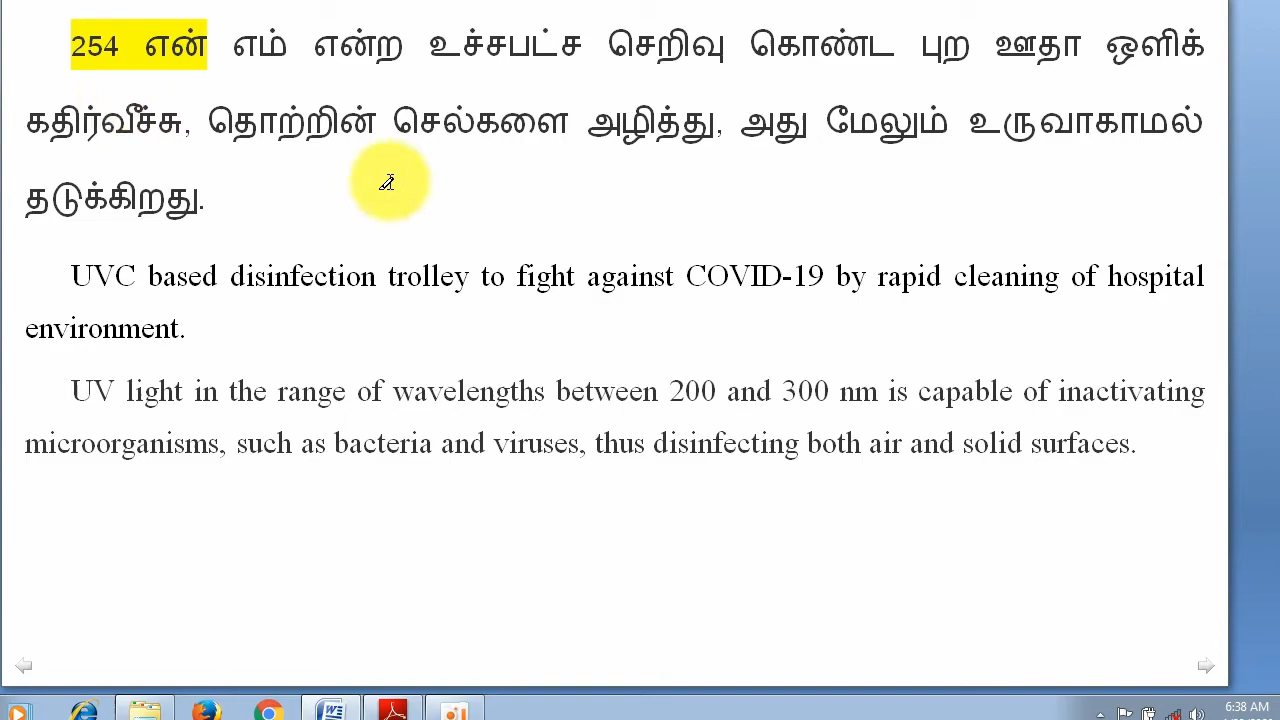 254 என் எம் என்ற உச்சபட்ச செறிவு கொண்ட புற ஊதா ஒளிக்
கதிர்வீச்சு, தொற்றின் செல்களை அழித்து, அது மேலும் உருவாகாமல்
தடுக்கிறது.
UVC based disinfection trolley to fight against COVID-19 by rapid cleaning of hospital
environment.
UV light in the range of wavelengths between 200 and 300 nm is capable of inactivating
microorganisms, such as bacteria and viruses, thus disinfecting both air and solid surfaces.
6:38 AM